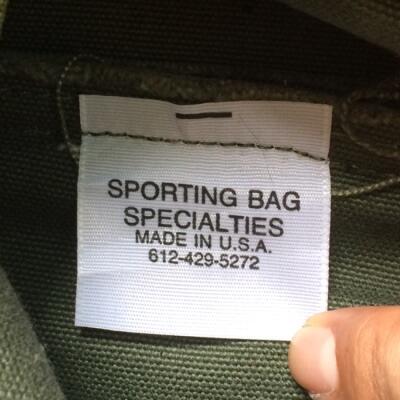 SPORTING BAG
SPECIALTIES
MADE IN U.S.A.
612-429-5272